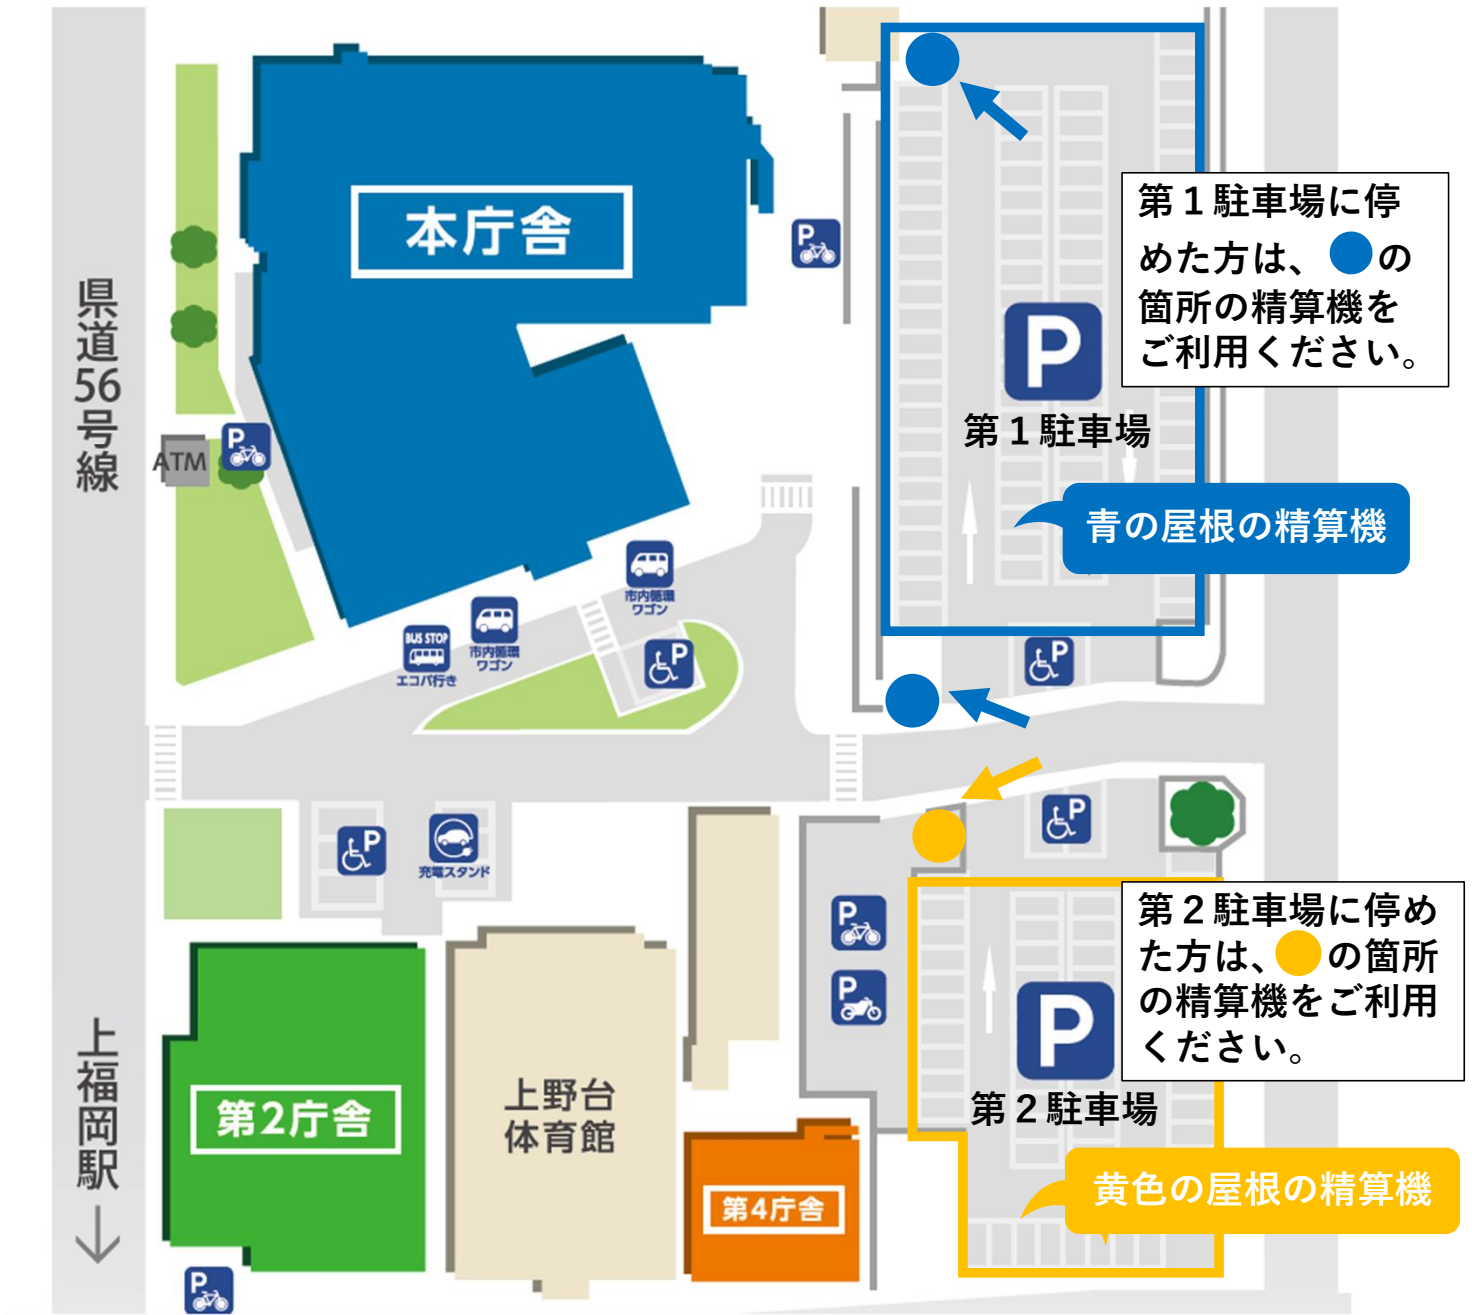 本庁舎
P
第１駐車場に停
めた方は、●の
箇所の精算機を
ご利用ください。
P
第１駐車場
青の屋根の精算機
県道56号線
ATM
P
市内循環
ワゴン
市内循環
ワゴン
BUS STOP
エコパ行き
P
P
P
充電スタンド
P
P
P
第２駐車場に停め
た方は、●の箇所
の精算機をご利用
ください。
P
第２駐車場
黄色の屋根の精算機
上福岡駅
↓
第2庁舎
上野台
体育館
第4庁舎
P